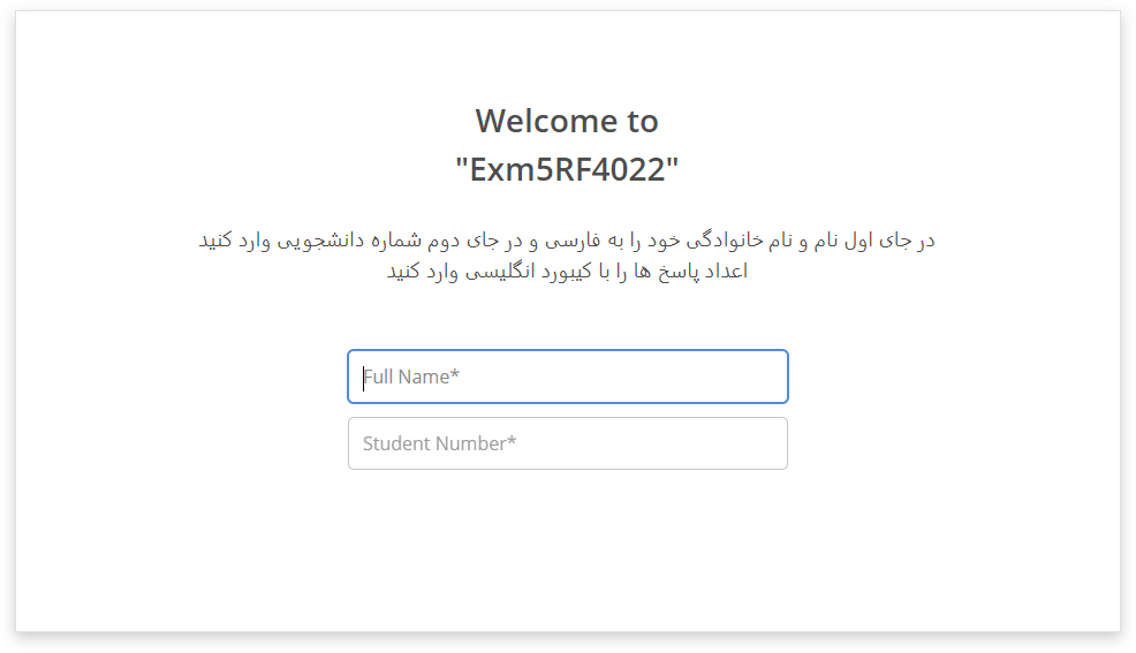 Welcome to
"Exm5RF4022"
در جای اول نام و نام خانوادگی خود را به فارسی و در جای دوم شماره دانشجویی وارد کنید
اعداد پاسخ ها را با کیبورد انگلیسی وارد کنید
Full Name*
Student Number*